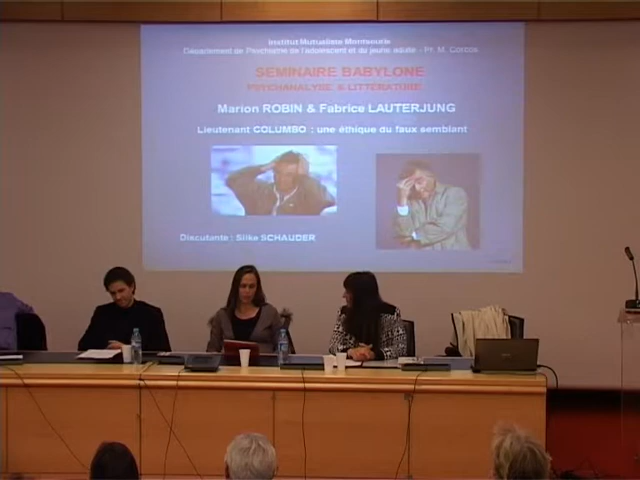 Institut Mutualiste Montsouris
Département de Psychiatrie de l'adolescent et du jeune adulte - Pr. M. Corcos
SEMINAIRE BABYLONE
PSYCHANALYSE & LITTERATURE
Marion ROBIN & Fabrice LAUTERJUNG
Lieutenant COLUMBO : une éthique du faux semblant
Discutante : Silke SCHAUDER